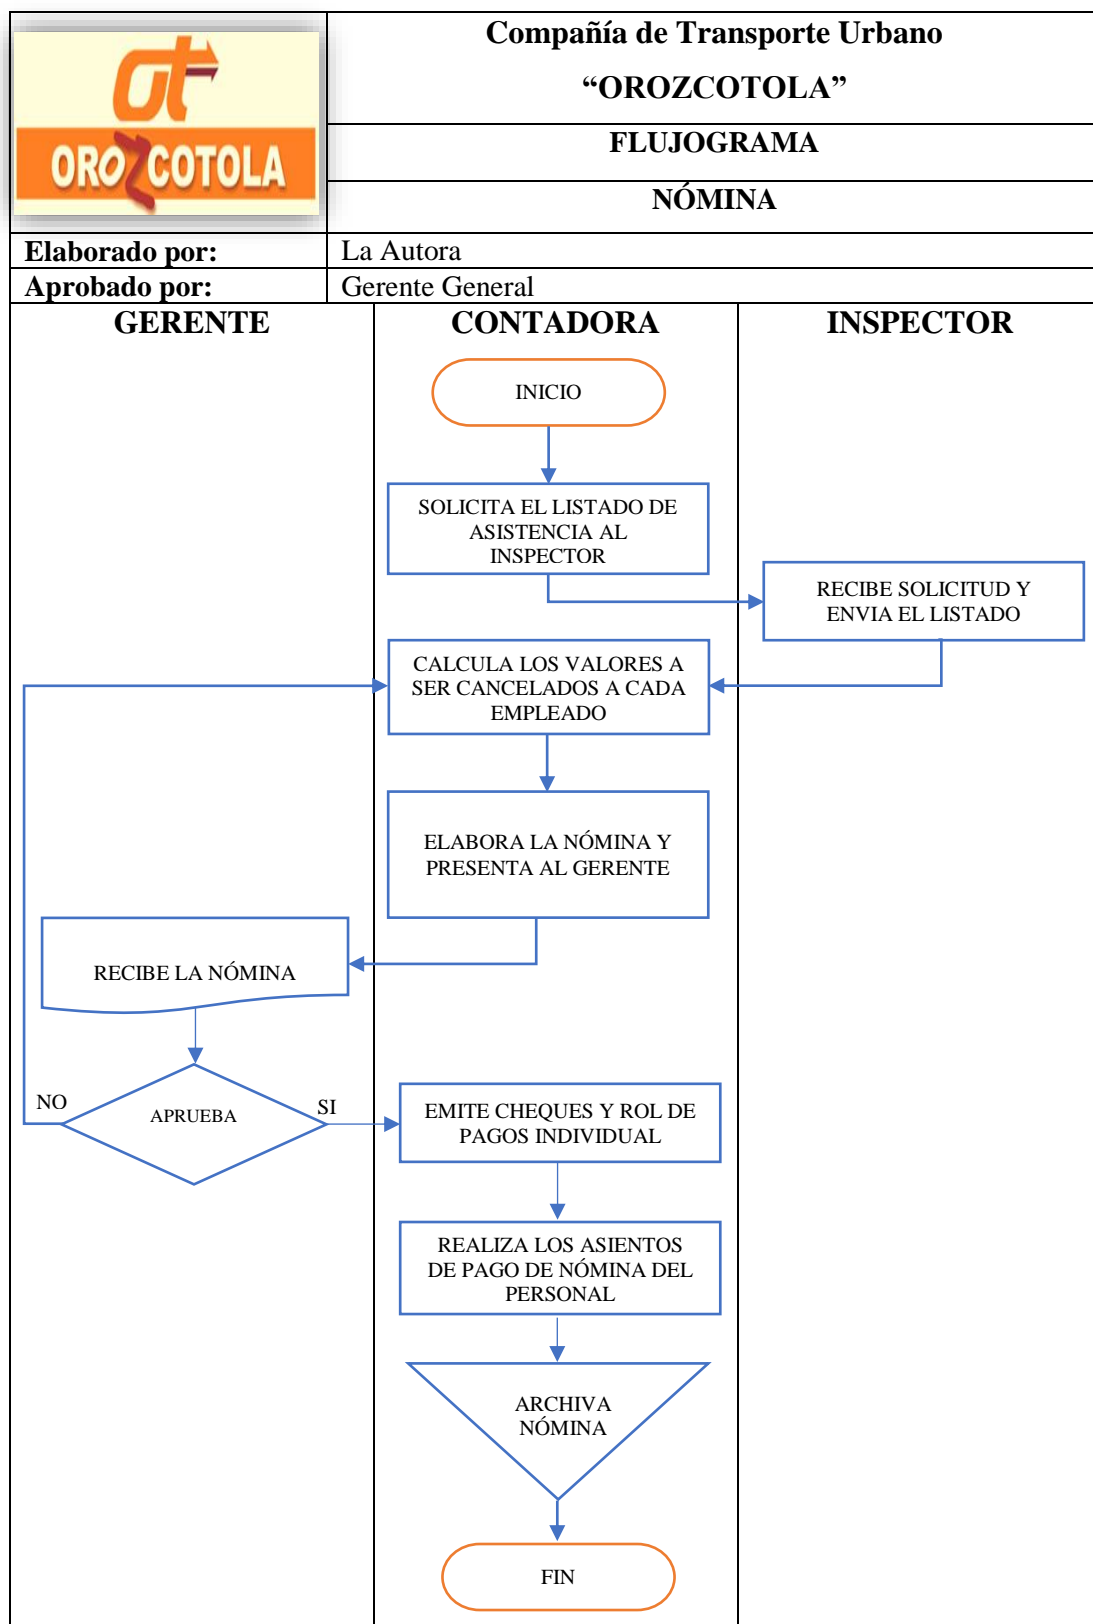 Compañía de Transporte Urbano
“OROZCOTOLA”
ot
OROZCOTOLA
FLUJOGRAMA
NÓMINA
Elaborado por:
La Autora
Aprobado por:
Gerente General
GERENTE
CONTADORA
INSPECTOR
INICIO
SOLICITA EL LISTADO DE
ASISTENCIA AL
INSPECTOR
RECIBE SOLICITUD Y
ENVIA EL LISTADO
CALCULA LOS VALORES A
SER CANCELADOS A CADA
EMPLEADO
ELABORA LA NÓMINA Y
PRESENTA AL GERENTE
RECIBE LA NÓMINA
NO
APRUEBA
SI
EMITE CHEQUES Y ROL DE
PAGOS INDIVIDUAL
REALIZA LOS ASIENTOS
DE PAGO DE NÓMINA DEL
PERSONAL
ARCHIVA
NÓMINA
FIN